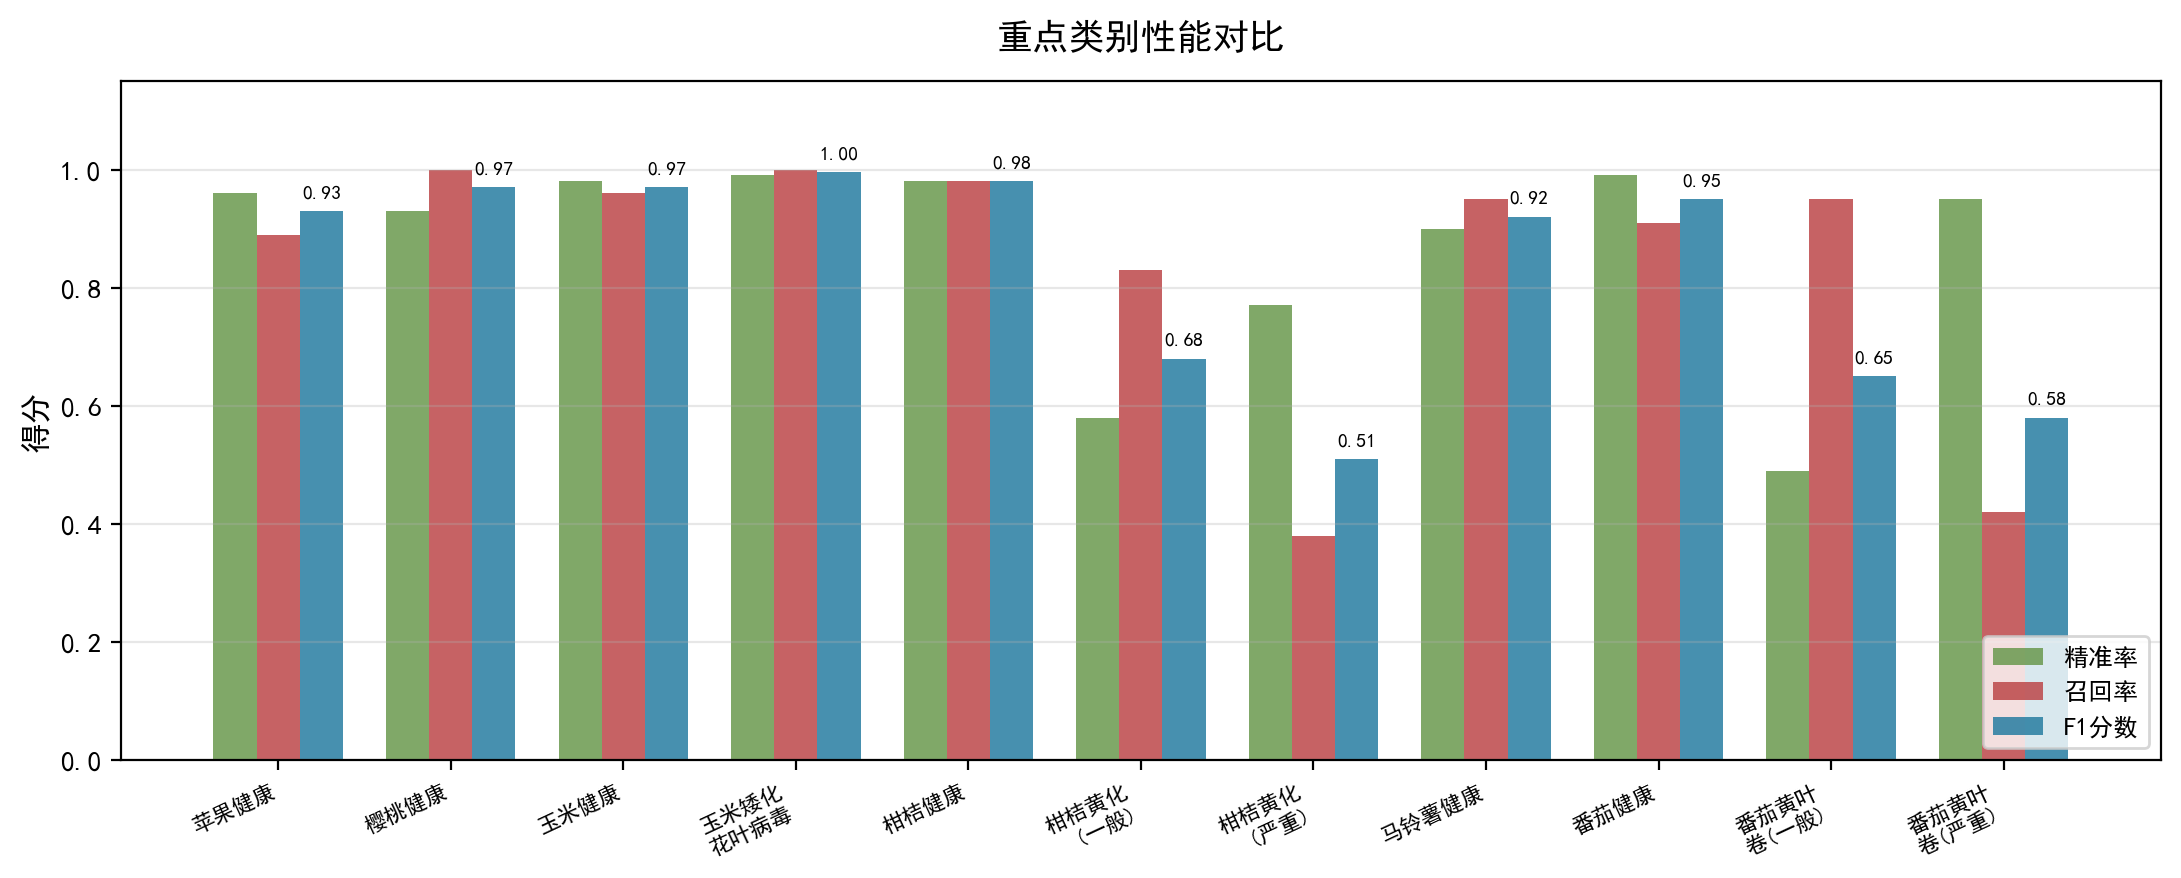 重点类别性能对比
得分
1.0
0.8
0.6
0.4
0.2
0.0
0.93
0.97
0.97
1.00
0.98
0.68
0.51
0.92
0.95
0.65
0.58
精准率
召回率
F1分数
苹果健康
樱桃健康
玉米健康
玉米矮化
花叶病毒
柑桔健康
柑桔黄化
(一般)
柑桔黄化
(严重)
马铃薯健康
番茄健康
番茄黄叶
卷(一般)
番茄黄叶
卷(严重)